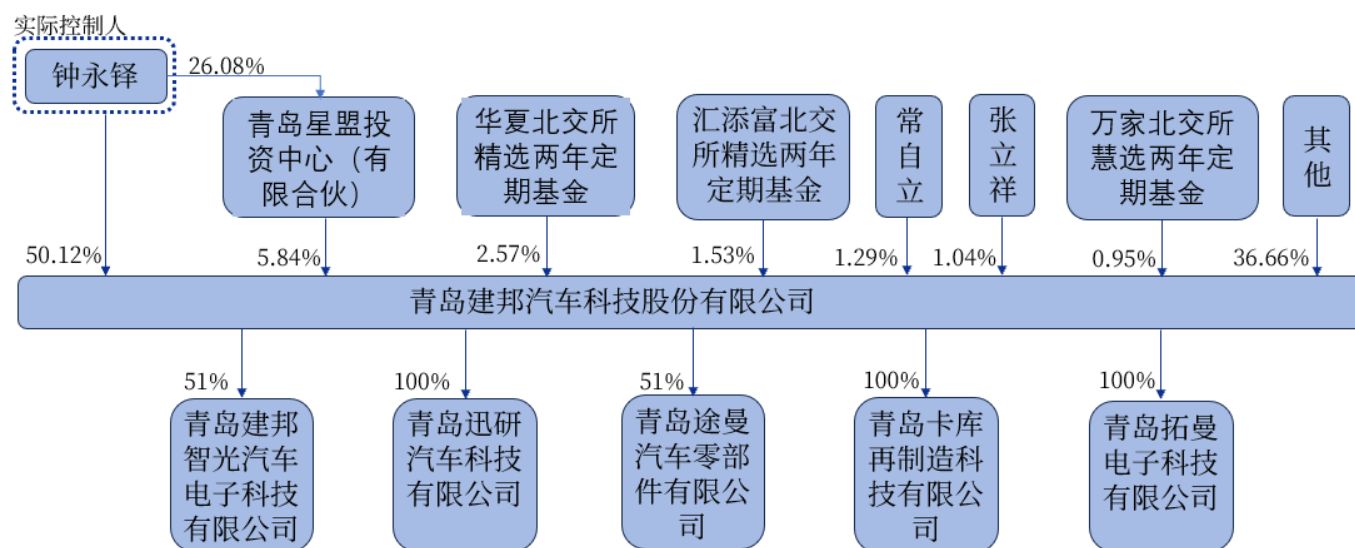 实际控制人
钟永铎
26.08%
青岛星盟投
资中心（有
限合伙）
华夏北交所
精选两年定
期基金
汇添富北交
所精选两年
定期基金
常
自
立
张
立
祥
万家北交所
慧选两年定
期基金
其
他
50.12%
5.84%
2.57%
1.53%
1.29%
1.04%
0.95%
36.66%
青岛建邦汽车科技股份有限公司
51%
100%
51%
100%
100%
青岛建邦
智光汽车
电子科技
有限公司
青岛迅研
汽车科技
有限公司
青岛途曼
汽车零部
件有限公
司
青岛卡库
再制造科
技有限公
司
青岛拓曼
电子科技
有限公司